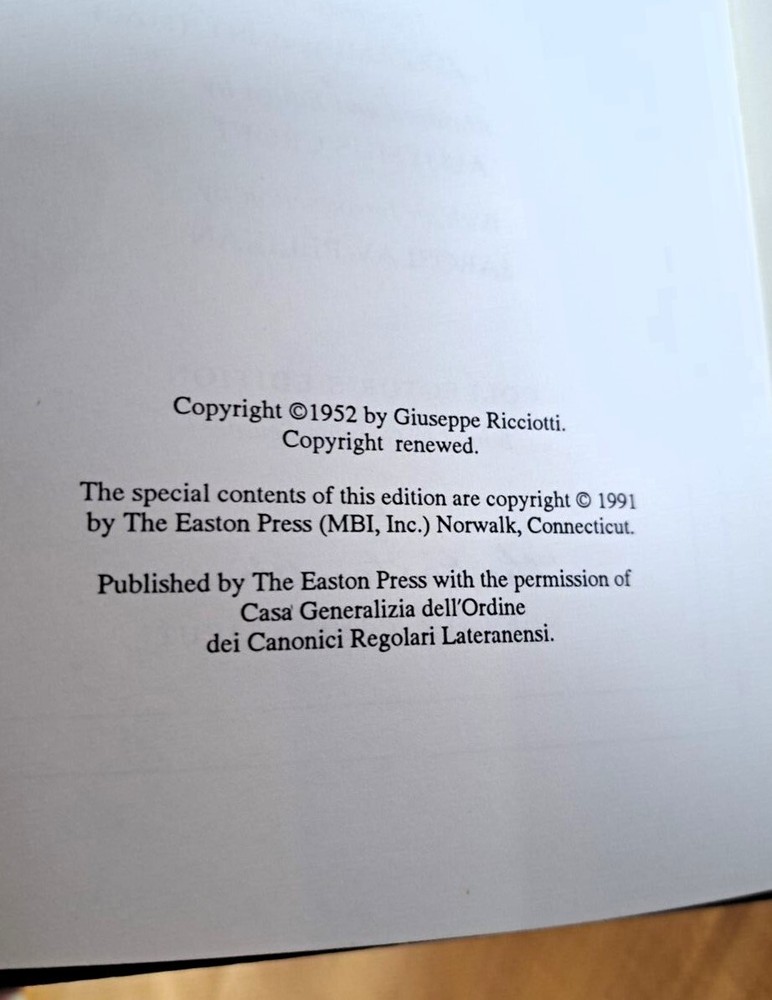 Copyright ©1952 by Giuseppe Ricciotti.
Copyright renewed.
The special contents of this edition are copyright © 1991
by The Easton Press (MBI, Inc.) Norwalk, Connecticut.
Published by The Easton Press with the permission of
Casa Generalizia dell'Ordine
dei Canonici Regolari Lateranensi.